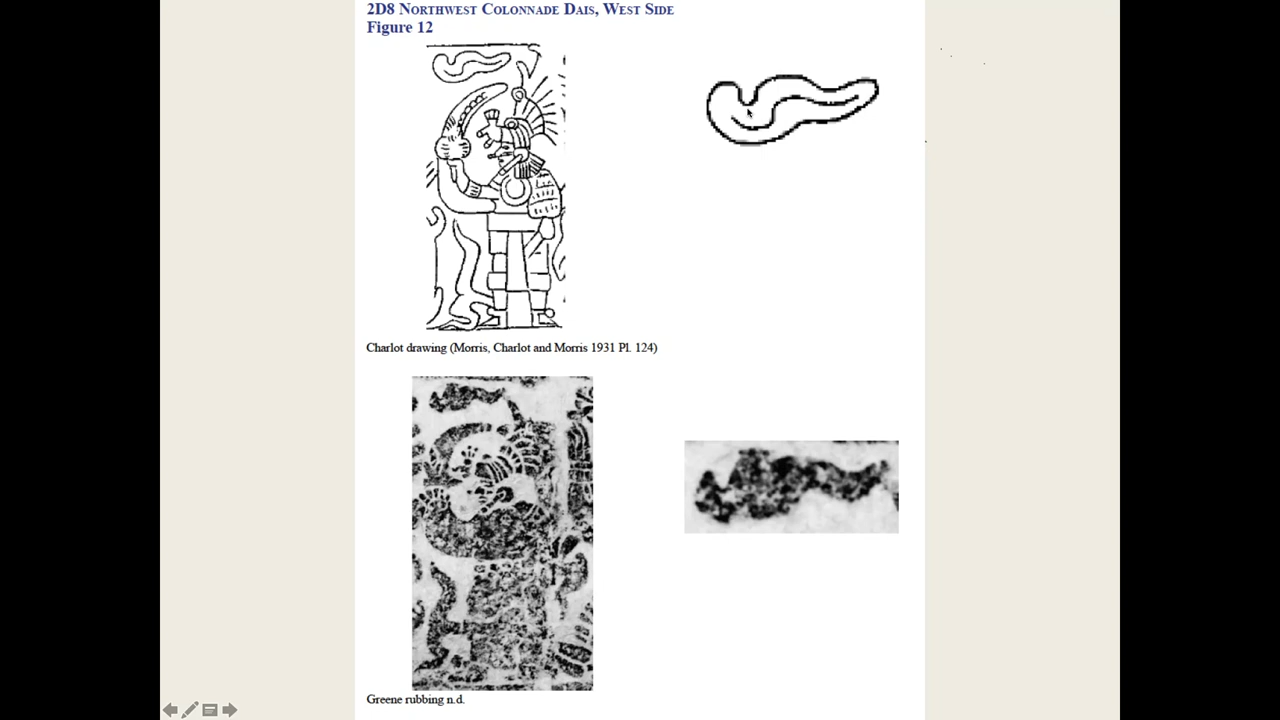 2D8 Northwest Colonnade Dais, West Side
Figure 12
Charlot drawing (Morris, Charlot and Morris 1931 Pl. 124)
Greene rubbing n.d.